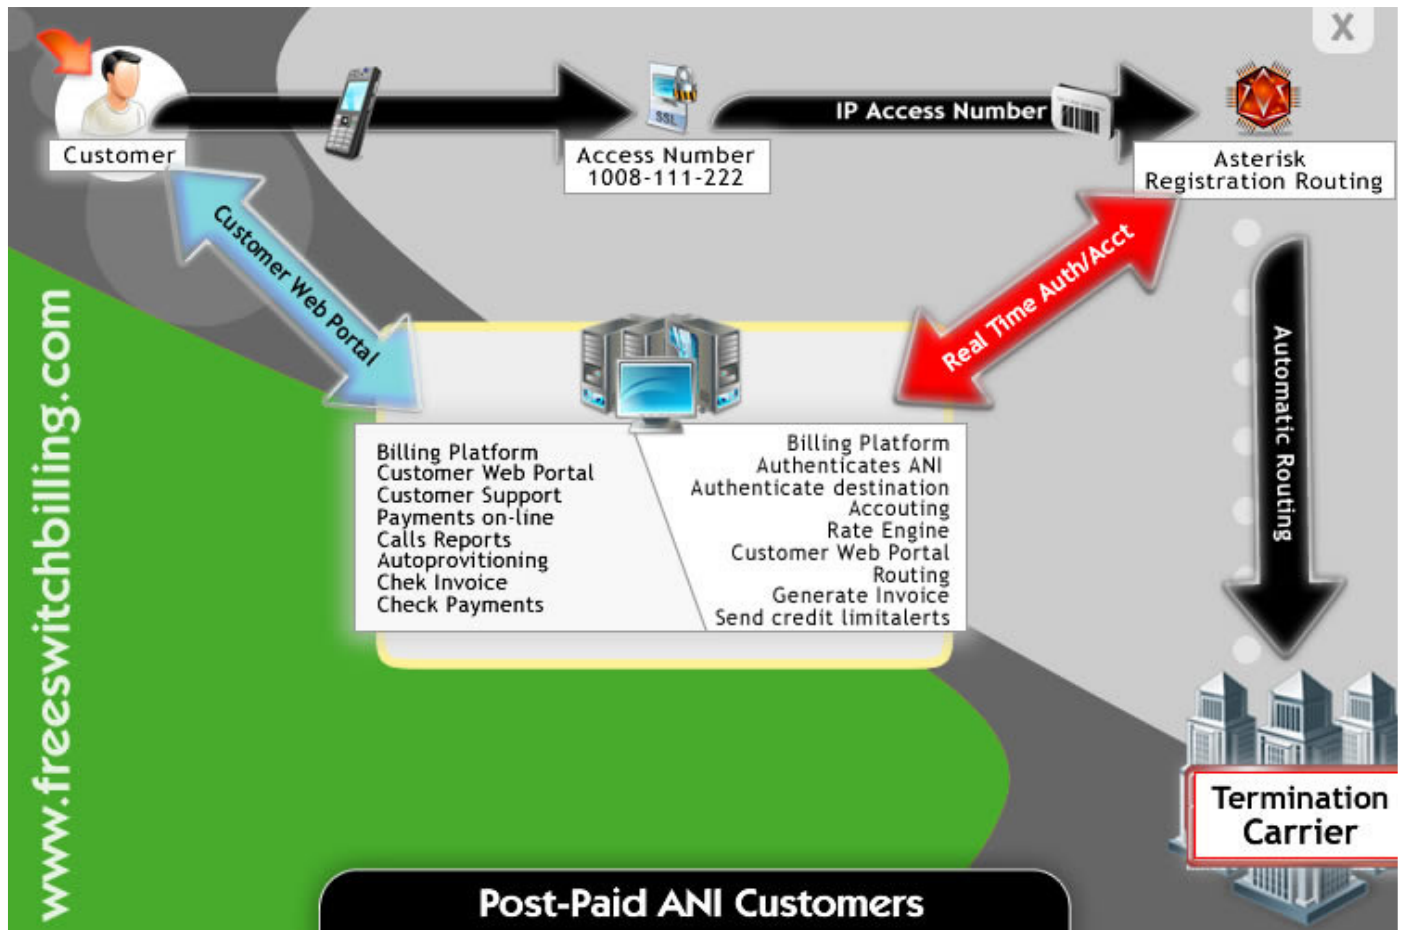 X
SSL
IP Access Number
Customer
Access Number
1008-111-222
Asterisk
Registration Routing
Customer Web Portal
Real Time Auth/Acct
Automatic Routing
Billing Platform
Customer Web Portal
Customer Support
Payments on-line
Calls Reports
Autoprovitioning
Chek Invoice
Check Payments
Billing Platform
Authenticates ANI
Authenticate destination
Accouting
Rate Engine
Customer Web Portal
Routing
Generate Invoice
Send credit limitalerts
www.freeswitchbilling.com
Termination
Carrier
Post-Paid ANI Customers